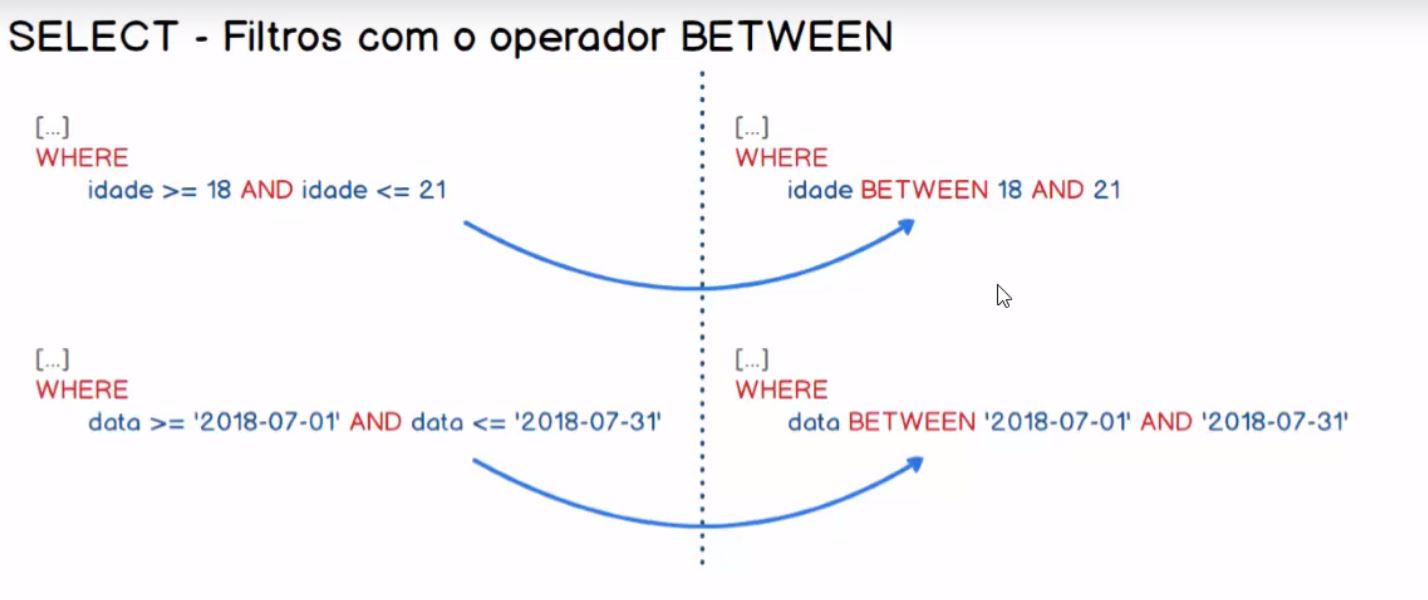 SELECT - Filtros com o operador BETWEEN
[...]
WHERE
idade >= 18 AND idade <= 21
[...]
WHERE
idade BETWEEN 18 AND 21
[...]
WHERE
data >= '2018-07-01' AND data <= '2018-07-31'
[...]
WHERE
data BETWEEN '2018-07-01' AND '2018-07-31'